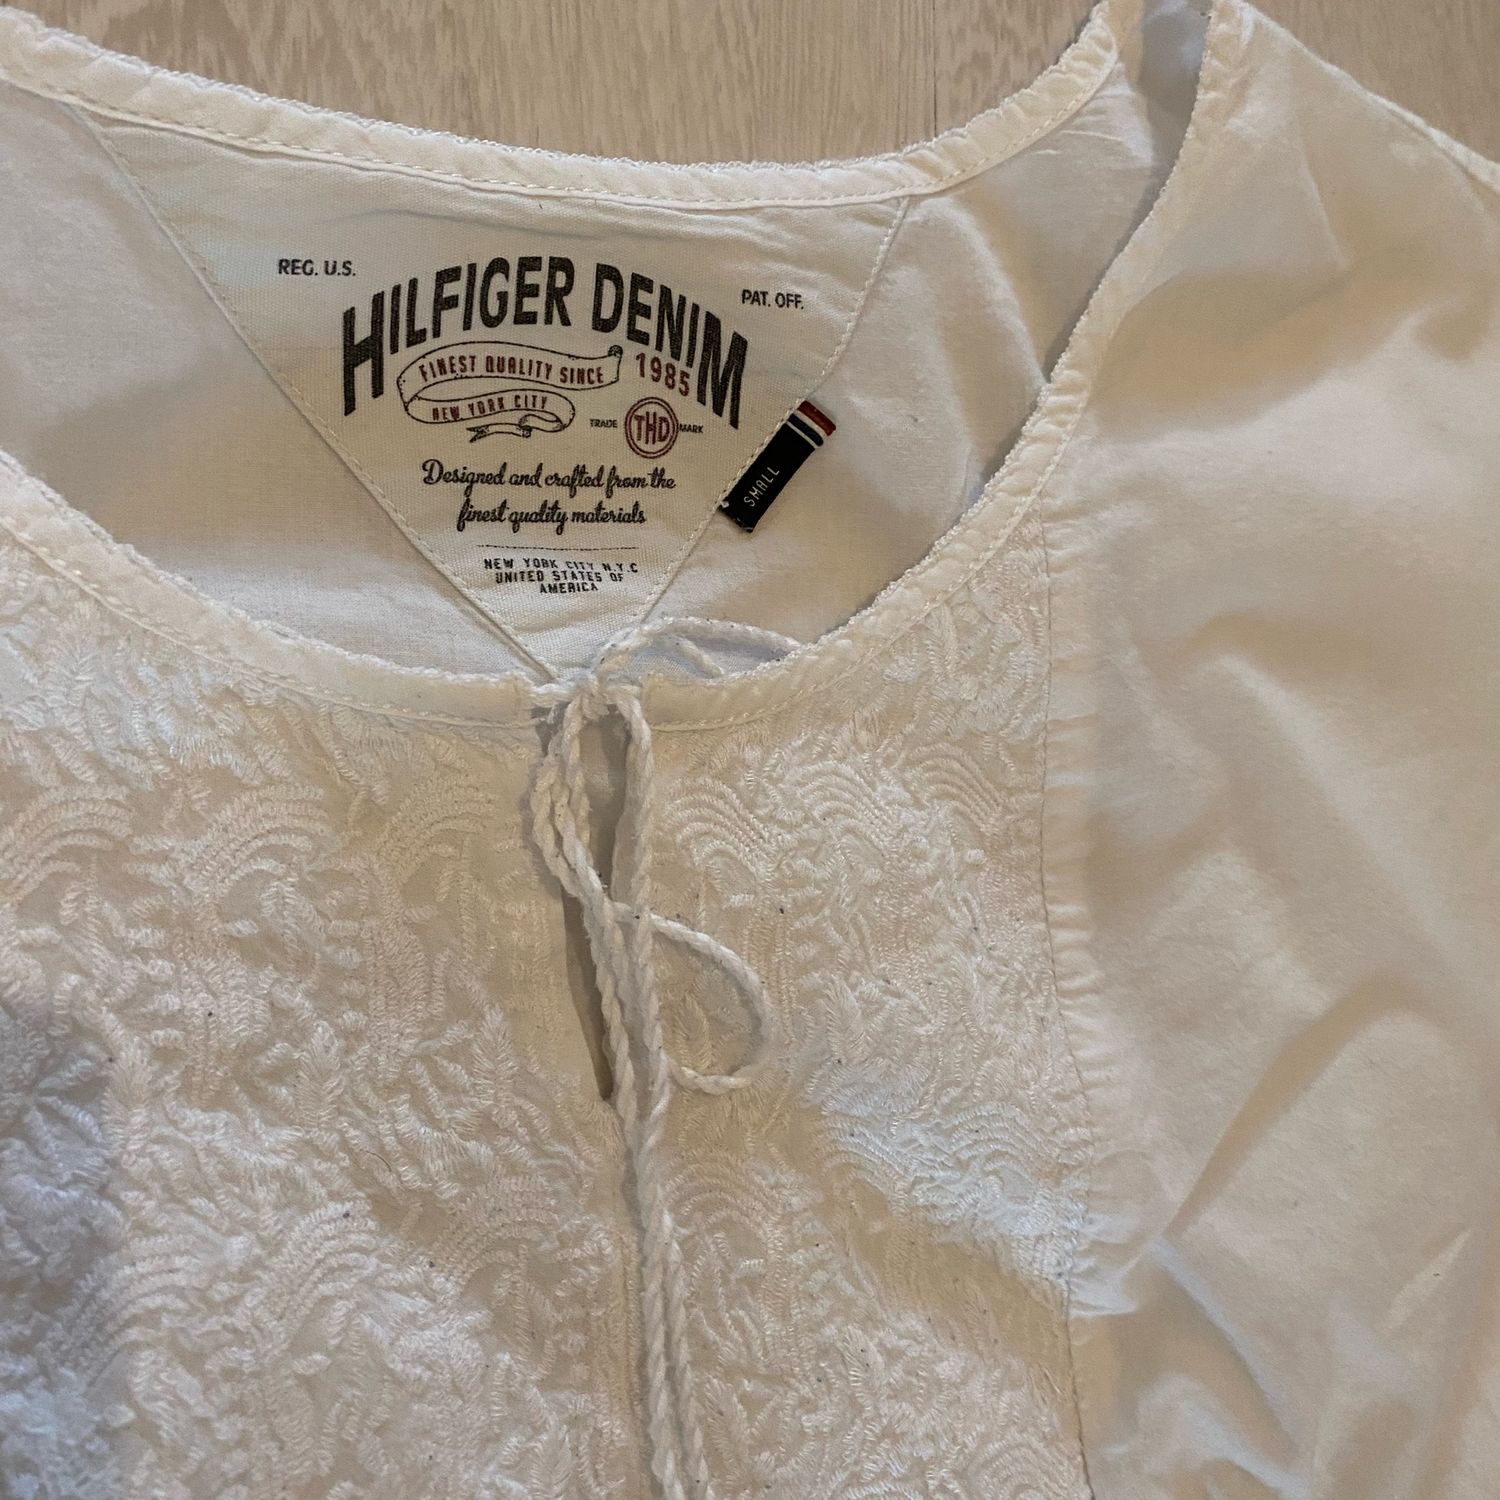 REG. U.S.
PAT. OFF.
HILFIGER DENIM
FINEST QUALITY SINCE 1985
NEW YORK CITY
TRADE THD MARK
Designed and crafted from the
finest quality materials
SMALL
NEW YORK CITY N.Y.C
UNITED STATES OF
AMERICA